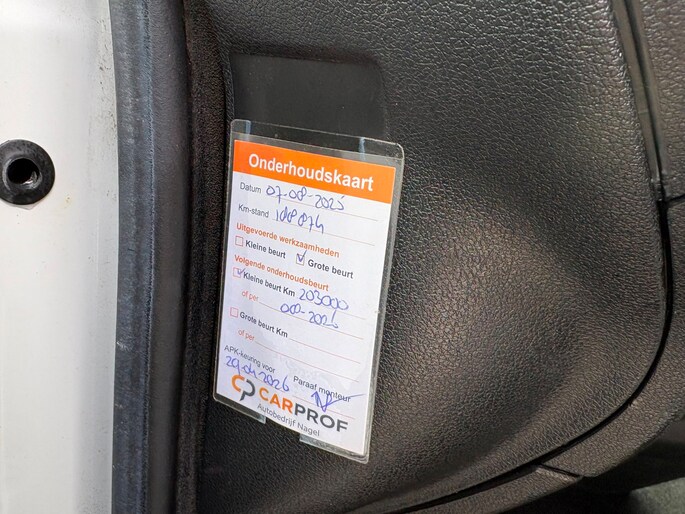 Onderhoudskaart
Datum 07-08-2025
Km-stand 188874
Uitgevoerde werkzaamheden
Kleine beurt Grote beurt
Volgende onderhoudsbeurt
Kleine beurt Km 203000
of per 08-2026
Grote beurt Km
of per
APK-keuring voor Paraaf monteur
29-04-2026
CARPROF
Autobedrijf Nagel